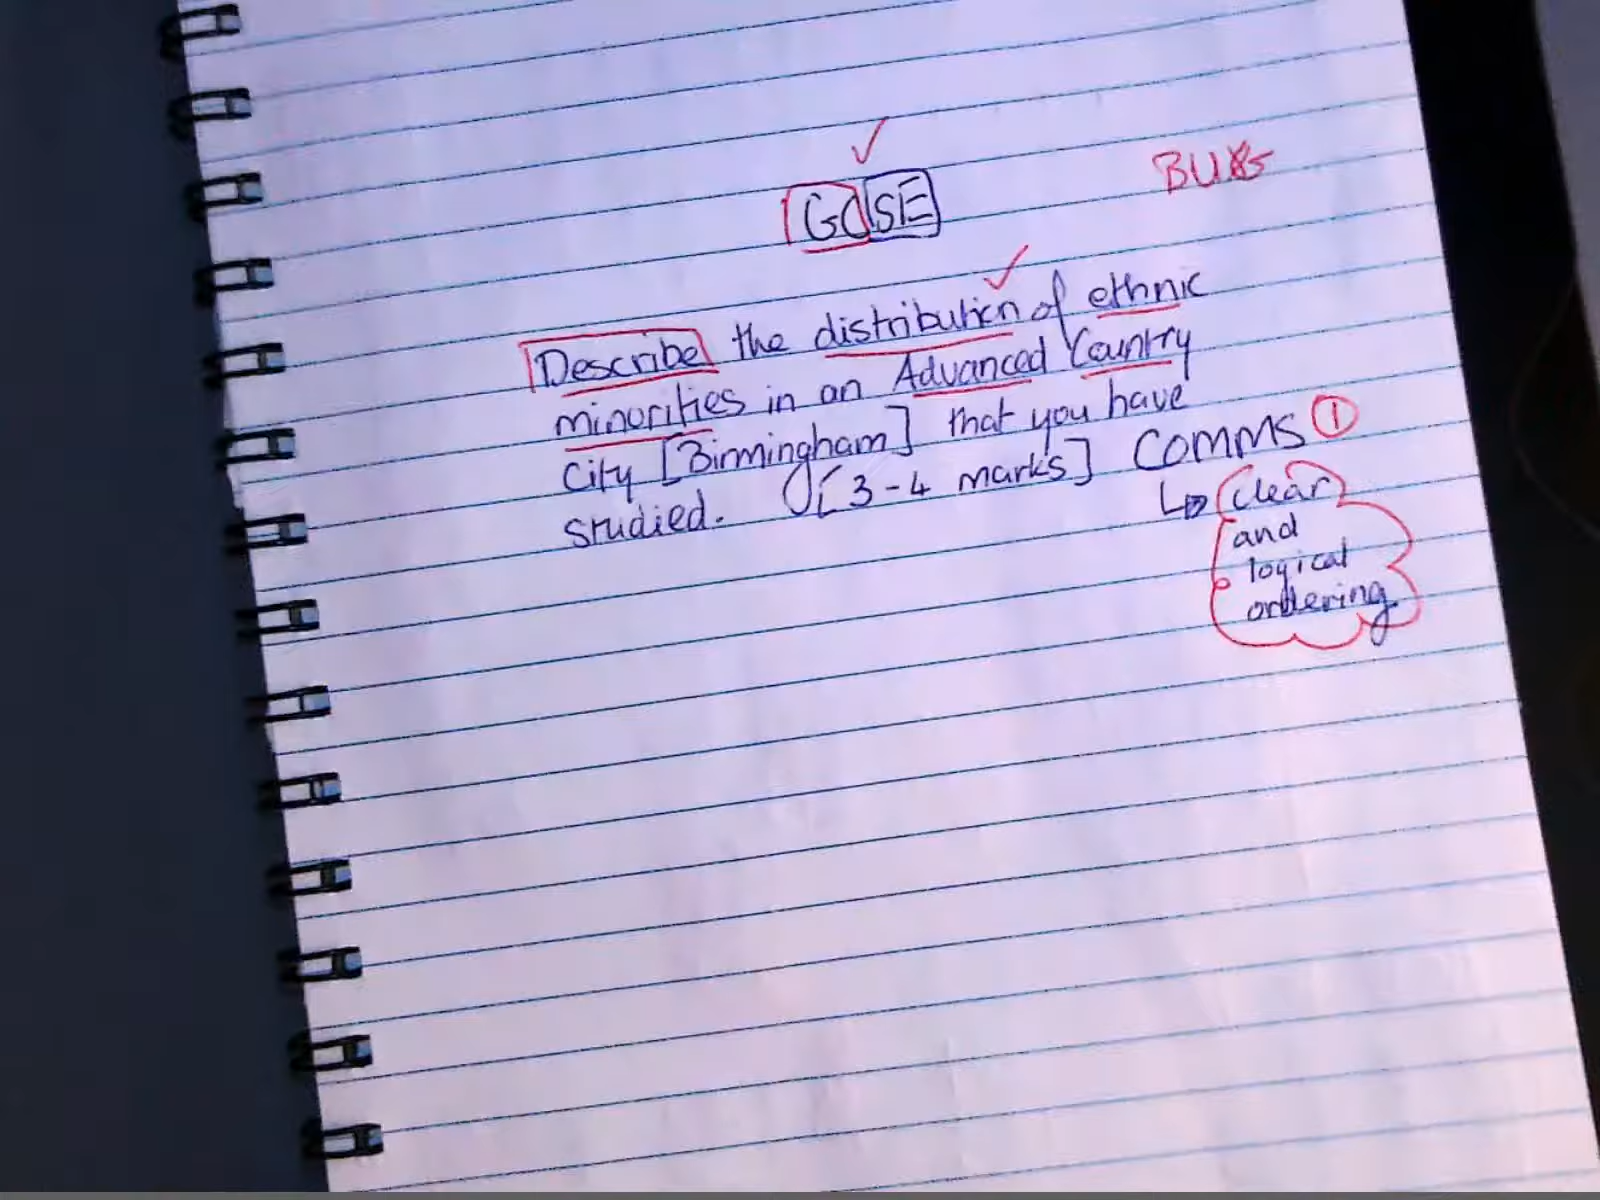 GCSE
BUG
Describe the distribution of ethnic
minorities in an Advanced Country
City [Birmingham] that you have
studied. [3-4 marks] Comms ①
clear
and
logical
ordering